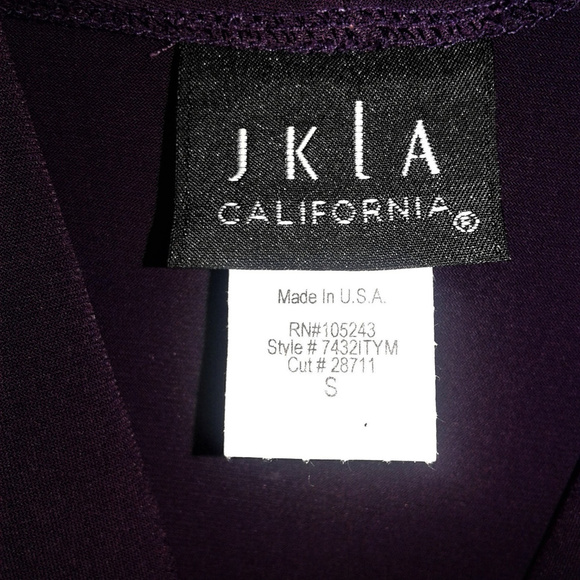 JKLA
CALIFORNIA®
Made In U.S.A.
RN#105243
Style # 7432ITYM
Cut # 28711
S